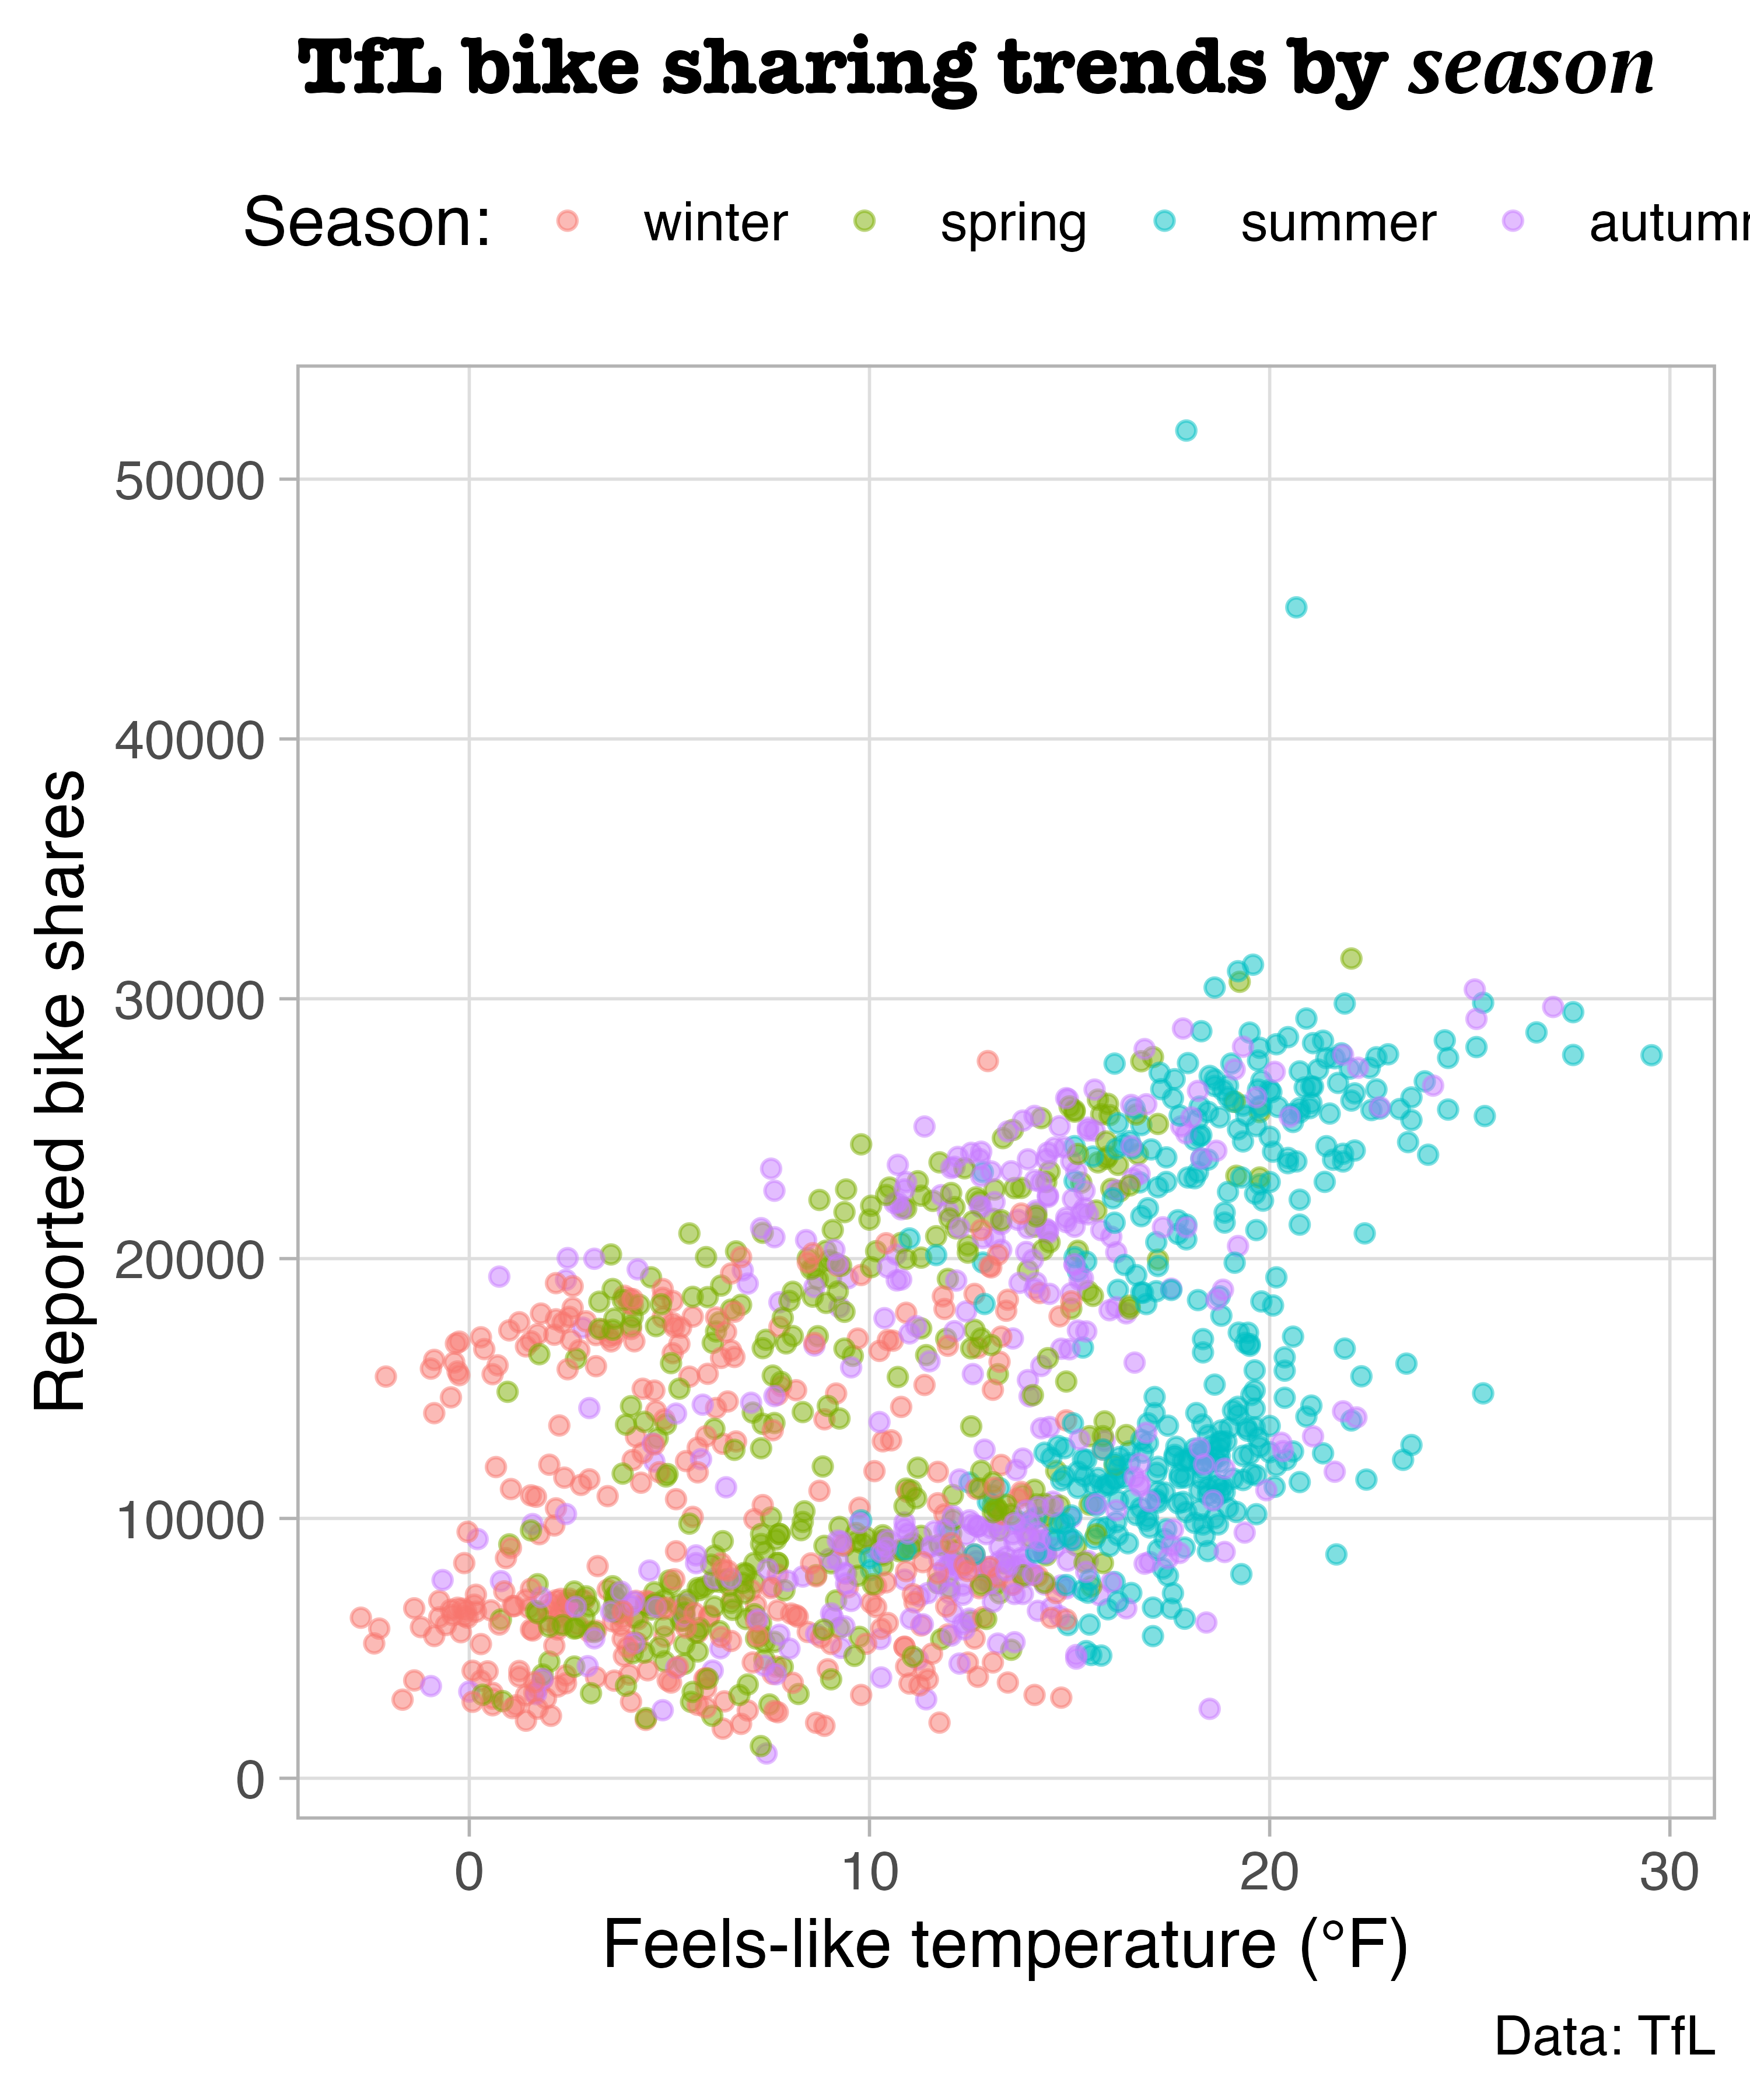 TfL bike sharing trends by season
Season: winter spring summer autumn
50000
40000
30000
20000
10000
0
Reported bike shares
0 10 20 30
Feels-like temperature (°F)
Data: TfL